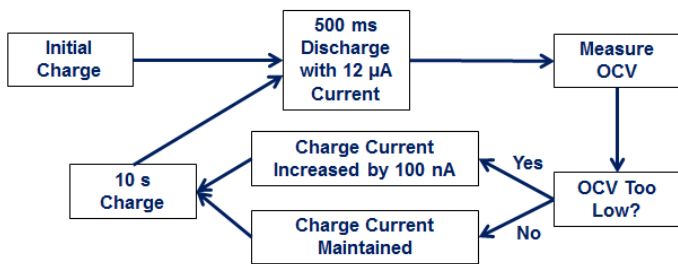 Initial
Charge
500 ms
Discharge
with 12 µA
Current
Measure
OCV
Charge Current
Increased by 100 nA
Yes
10 s
Charge
OCV Too
Low?
Charge Current
Maintained
No